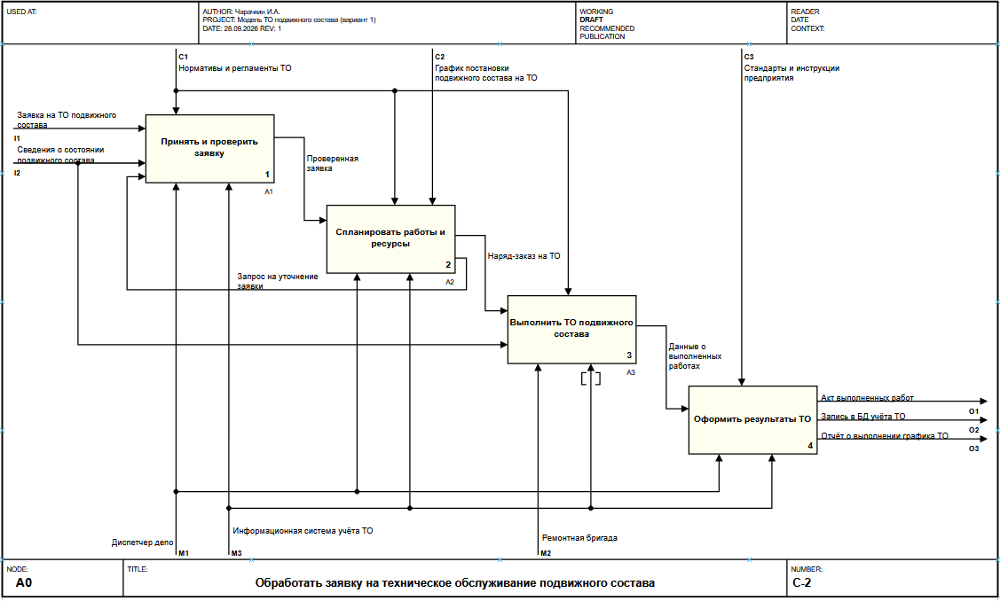 USED AT:
AUTHOR: Чарачкин И.А.
PROJECT: Модель ТО подвижного состава (вариант 1)
DATE: 28.09.2026 REV: 1
WORKING
DRAFT
RECOMMENDED
PUBLICATION
READER
DATE
CONTEXT:
C1
Нормативы и регламенты ТО
C2
График постановки
подвижного состава на ТО
C3
Стандарты и инструкции
предприятия
Заявка на ТО подвижного
состава
I1
Сведения о состоянии
подвижного состава
I2
Принять и проверить
заявку
1
A1
Проверенная
заявка
Спланировать работы и
ресурсы
2
A2
Наряд-заказ на ТО
Запрос на уточнение
заявки
Выполнить ТО подвижного
состава
3
A3
Данные о
выполненных
работах
Оформить результаты ТО
4
Акт выполненных работ
O1
Запись в БД учёта ТО
O2
Отчёт о выполнении графика ТО
O3
Диспетчер депо
M1
Информационная система учёта ТО
M3
Ремонтная бригада
M2
NODE:
A0
TITLE:
Обработать заявку на техническое обслуживание подвижного состава
NUMBER:
C-2